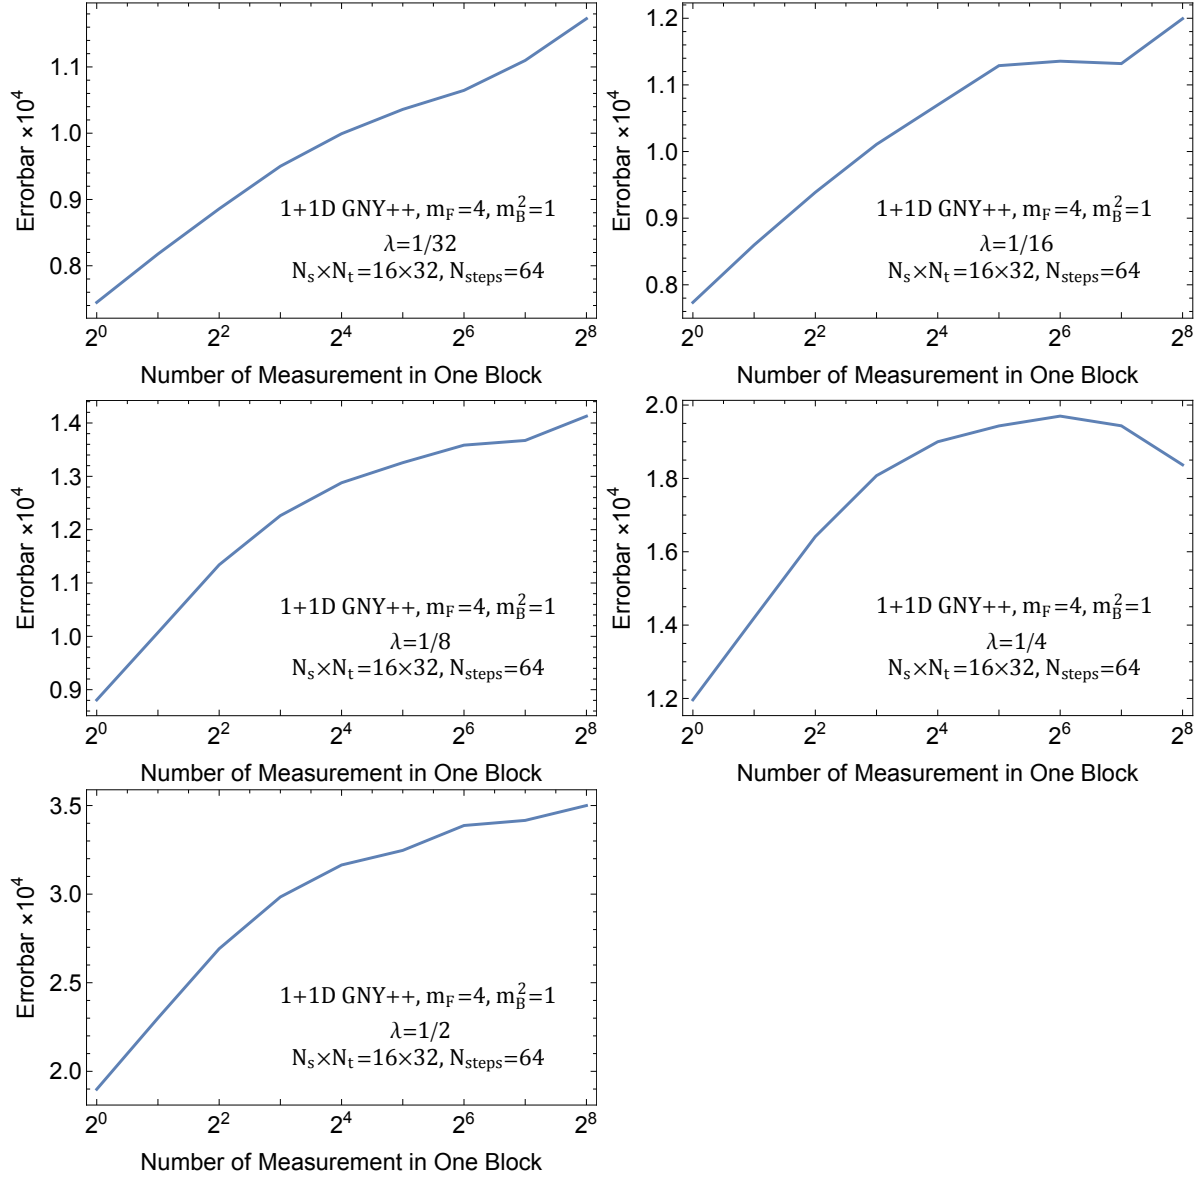 1.1
1.0
0.9
0.8
Errorbar ×10⁴
1+1D GNY++, m_F=4, m_B²=1
λ=1/32
N_s×N_t=16×32, N_steps=64
2⁰ 2² 2⁴ 2⁶ 2⁸
Number of Measurement in One Block
1.2
1.1
1.0
0.9
0.8
Errorbar ×10⁴
1+1D GNY++, m_F=4, m_B²=1
λ=1/16
N_s×N_t=16×32, N_steps=64
2⁰ 2² 2⁴ 2⁶ 2⁸
Number of Measurement in One Block
1.4
1.3
1.2
1.1
1.0
0.9
Errorbar ×10⁴
1+1D GNY++, m_F=4, m_B²=1
λ=1/8
N_s×N_t=16×32, N_steps=64
2⁰ 2² 2⁴ 2⁶ 2⁸
Number of Measurement in One Block
2.0
1.8
1.6
1.4
1.2
Errorbar ×10⁴
1+1D GNY++, m_F=4, m_B²=1
λ=1/4
N_s×N_t=16×32, N_steps=64
2⁰ 2² 2⁴ 2⁶ 2⁸
Number of Measurement in One Block
3.5
3.0
2.5
2.0
Errorbar ×10⁴
1+1D GNY++, m_F=4, m_B²=1
λ=1/2
N_s×N_t=16×32, N_steps=64
2⁰ 2² 2⁴ 2⁶ 2⁸
Number of Measurement in One Block